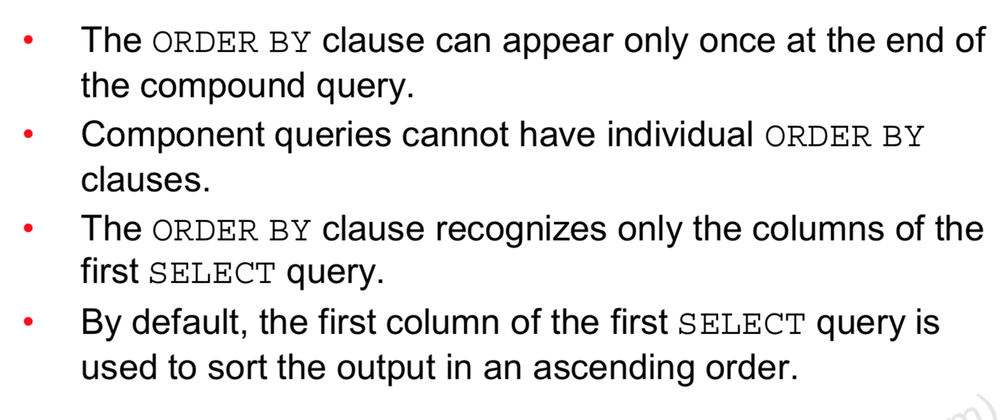 • The ORDER BY clause can appear only once at the end of
the compound query.
• Component queries cannot have individual ORDER BY
clauses.
• The ORDER BY clause recognizes only the columns of the
first SELECT query.
• By default, the first column of the first SELECT query is
used to sort the output in an ascending order.
m)